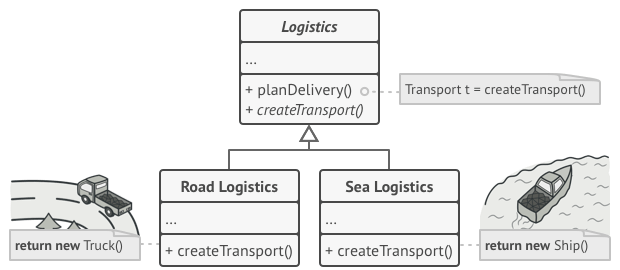 Logistics
...
+ planDelivery()
+ createTransport()
Transport t = createTransport()
Road Logistics
...
+ createTransport()
return new Truck()
Sea Logistics
...
+ createTransport()
return new Ship()